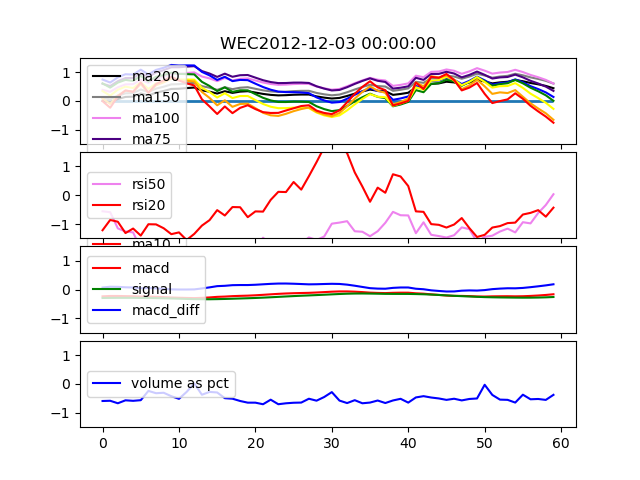 WEC2012-12-03 00:00:00
ma200
1
ma150
0
ma100
−1
ma75
1
rsi50
0
rsi20
−1
ma10
1
macd
0
signal
−1
macd_diff
1
0
volume as pct
−1
0 10 20 30 40 50 60